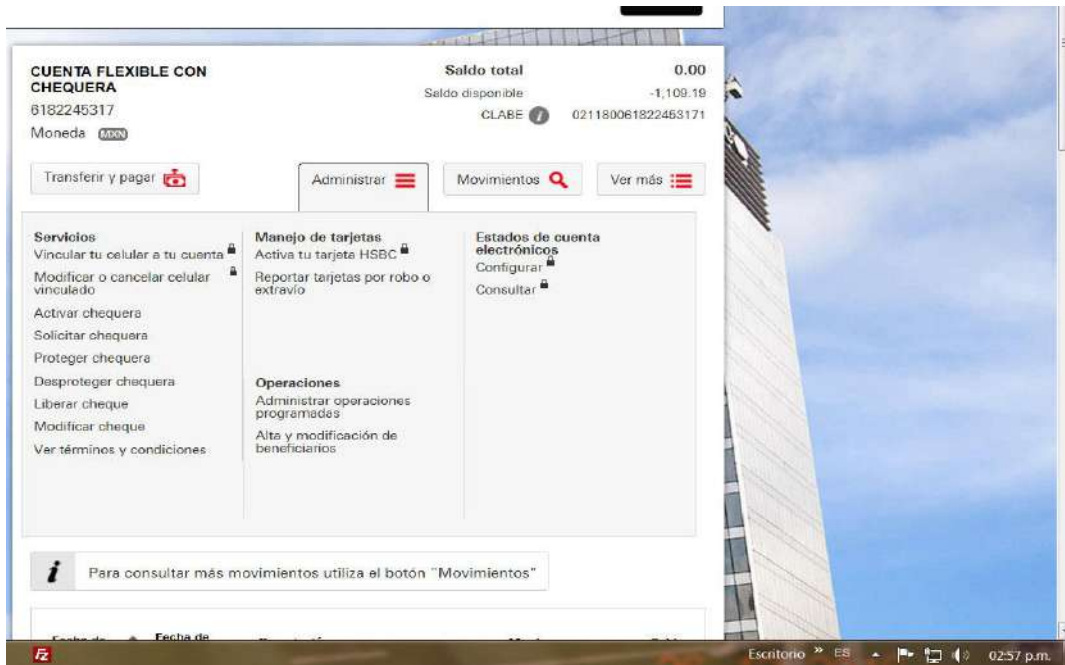 CUENTA FLEXIBLE CON
CHEQUERA
6182245317
Moneda MXN
Saldo total 0.00
Saldo disponible -1,109.19
CLABE i 021180061822453171
Transferir y pagar
Administrar
Movimientos
Ver más
Servicios
Vincular tu celular a tu cuenta
Modificar o cancelar celular
vinculado
Activar chequera
Solicitar chequera
Proteger chequera
Desproteger chequera
Liberar cheque
Modificar cheque
Ver términos y condiciones
Manejo de tarjetas
Activa tu tarjeta HSBC
Reportar tarjetas por robo o
extravío
Operaciones
Administrar operaciones
programadas
Alta y modificación de
beneficiarios
Estados de cuenta
electrónicos
Configurar
Consultar
i Para consultar más movimientos utiliza el botón "Movimientos"
Fecha de
Fecha de
Fz
Escritorio » ES 02:57 p.m.